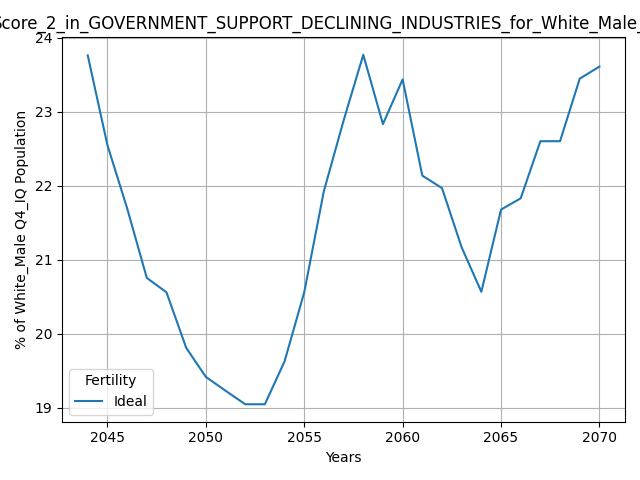 Score_2_in_GOVERNMENT_SUPPORT_DECLINING_INDUSTRIES_for_White_Male_
24
23
22
21
20
19
% of White_Male Q4_IQ Population
Fertility
Ideal
2045 2050 2055 2060 2065 2070
Years